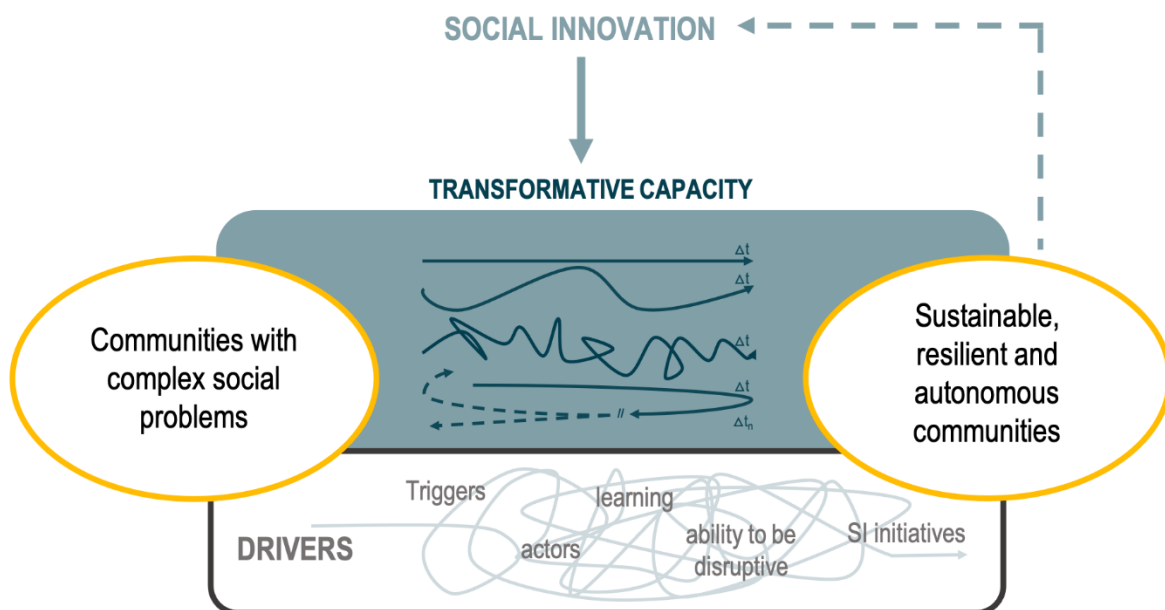 SOCIAL INNOVATION
TRANSFORMATIVE CAPACITY
Δt
Δt
Δt
Δt
Δtn
Communities with
complex social
problems
Sustainable,
resilient and
autonomous
communities
Triggers
learning
DRIVERS
actors
ability to be
disruptive
SI initiatives